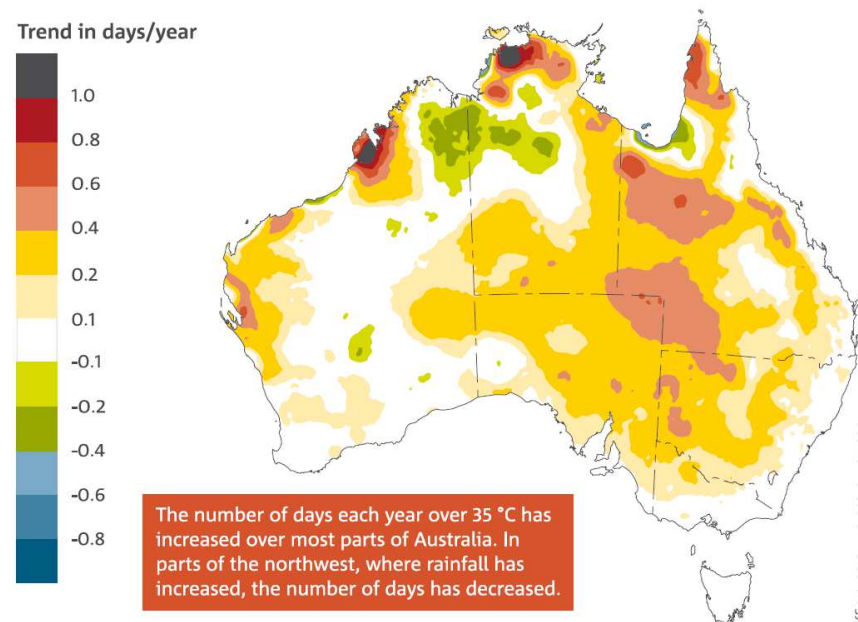 Trend in days/year
1.0
0.8
0.6
0.4
0.2
0.1
-0.1
-0.2
-0.4
-0.6
-0.8
The number of days each year over 35 °C has
increased over most parts of Australia. In
parts of the northwest, where rainfall has
increased, the number of days has decreased.